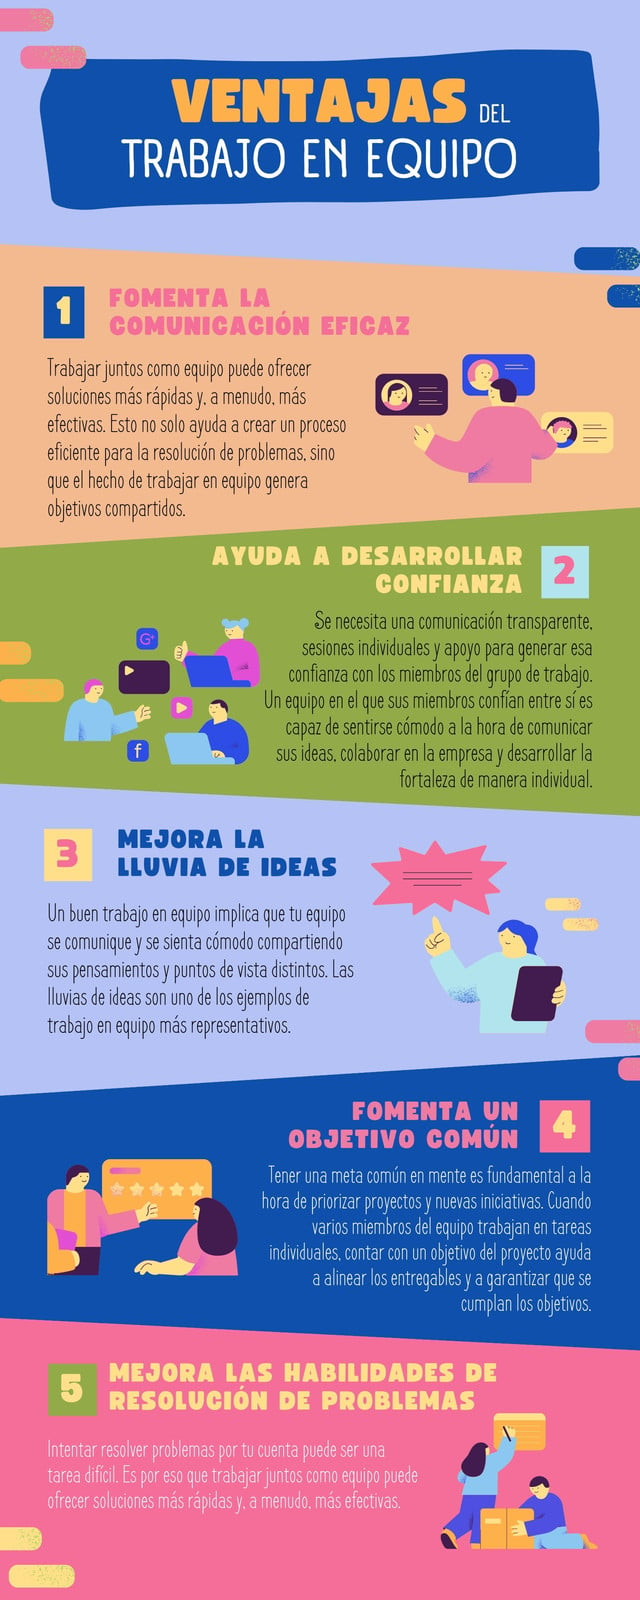 VENTAJAS DEL
TRABAJO EN EQUIPO
1
FOMENTA LA
COMUNICACIÓN EFICAZ
Trabajar juntos como equipo puede ofrecer
soluciones más rápidas y, a menudo, más
efectivas. Esto no solo ayuda a crear un proceso
eficiente para la resolución de problemas, sino
que el hecho de trabajar en equipo genera
objetivos compartidos.
AYUDA A DESARROLLAR
CONFIANZA
2
Se necesita una comunicación transparente,
sesiones individuales y apoyo para generar esa
confianza con los miembros del grupo de trabajo.
Un equipo en el que sus miembros confían entre sí es
capaz de sentirse cómodo a la hora de comunicar
sus ideas, colaborar en la empresa y desarrollar la
fortaleza de manera individual.
G+
f
3
MEJORA LA
LLUVIA DE IDEAS
Un buen trabajo en equipo implica que tu equipo
se comunique y se sienta cómodo compartiendo
sus pensamientos y puntos de vista distintos. Las
lluvias de ideas son uno de los ejemplos de
trabajo en equipo más representativos.
FOMENTA UN
OBJETIVO COMÚN
4
Tener una meta común en mente es fundamental a la
hora de priorizar proyectos y nuevas iniciativas. Cuando
varios miembros del equipo trabajan en tareas
individuales, contar con un objetivo del proyecto ayuda
a alinear los entregables y a garantizar que se
cumplan los objetivos.
5
MEJORA LAS HABILIDADES DE
RESOLUCIÓN DE PROBLEMAS
Intentar resolver problemas por tu cuenta puede ser una
tarea difícil. Es por eso que trabajar juntos como equipo puede
ofrecer soluciones más rápidas y, a menudo, más efectivas.